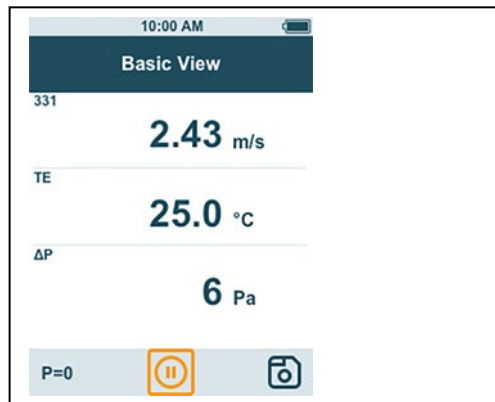 10:00 AM
Basic View
331
2.43 m/s
TE
25.0 °C
ΔP
6 Pa
P=0